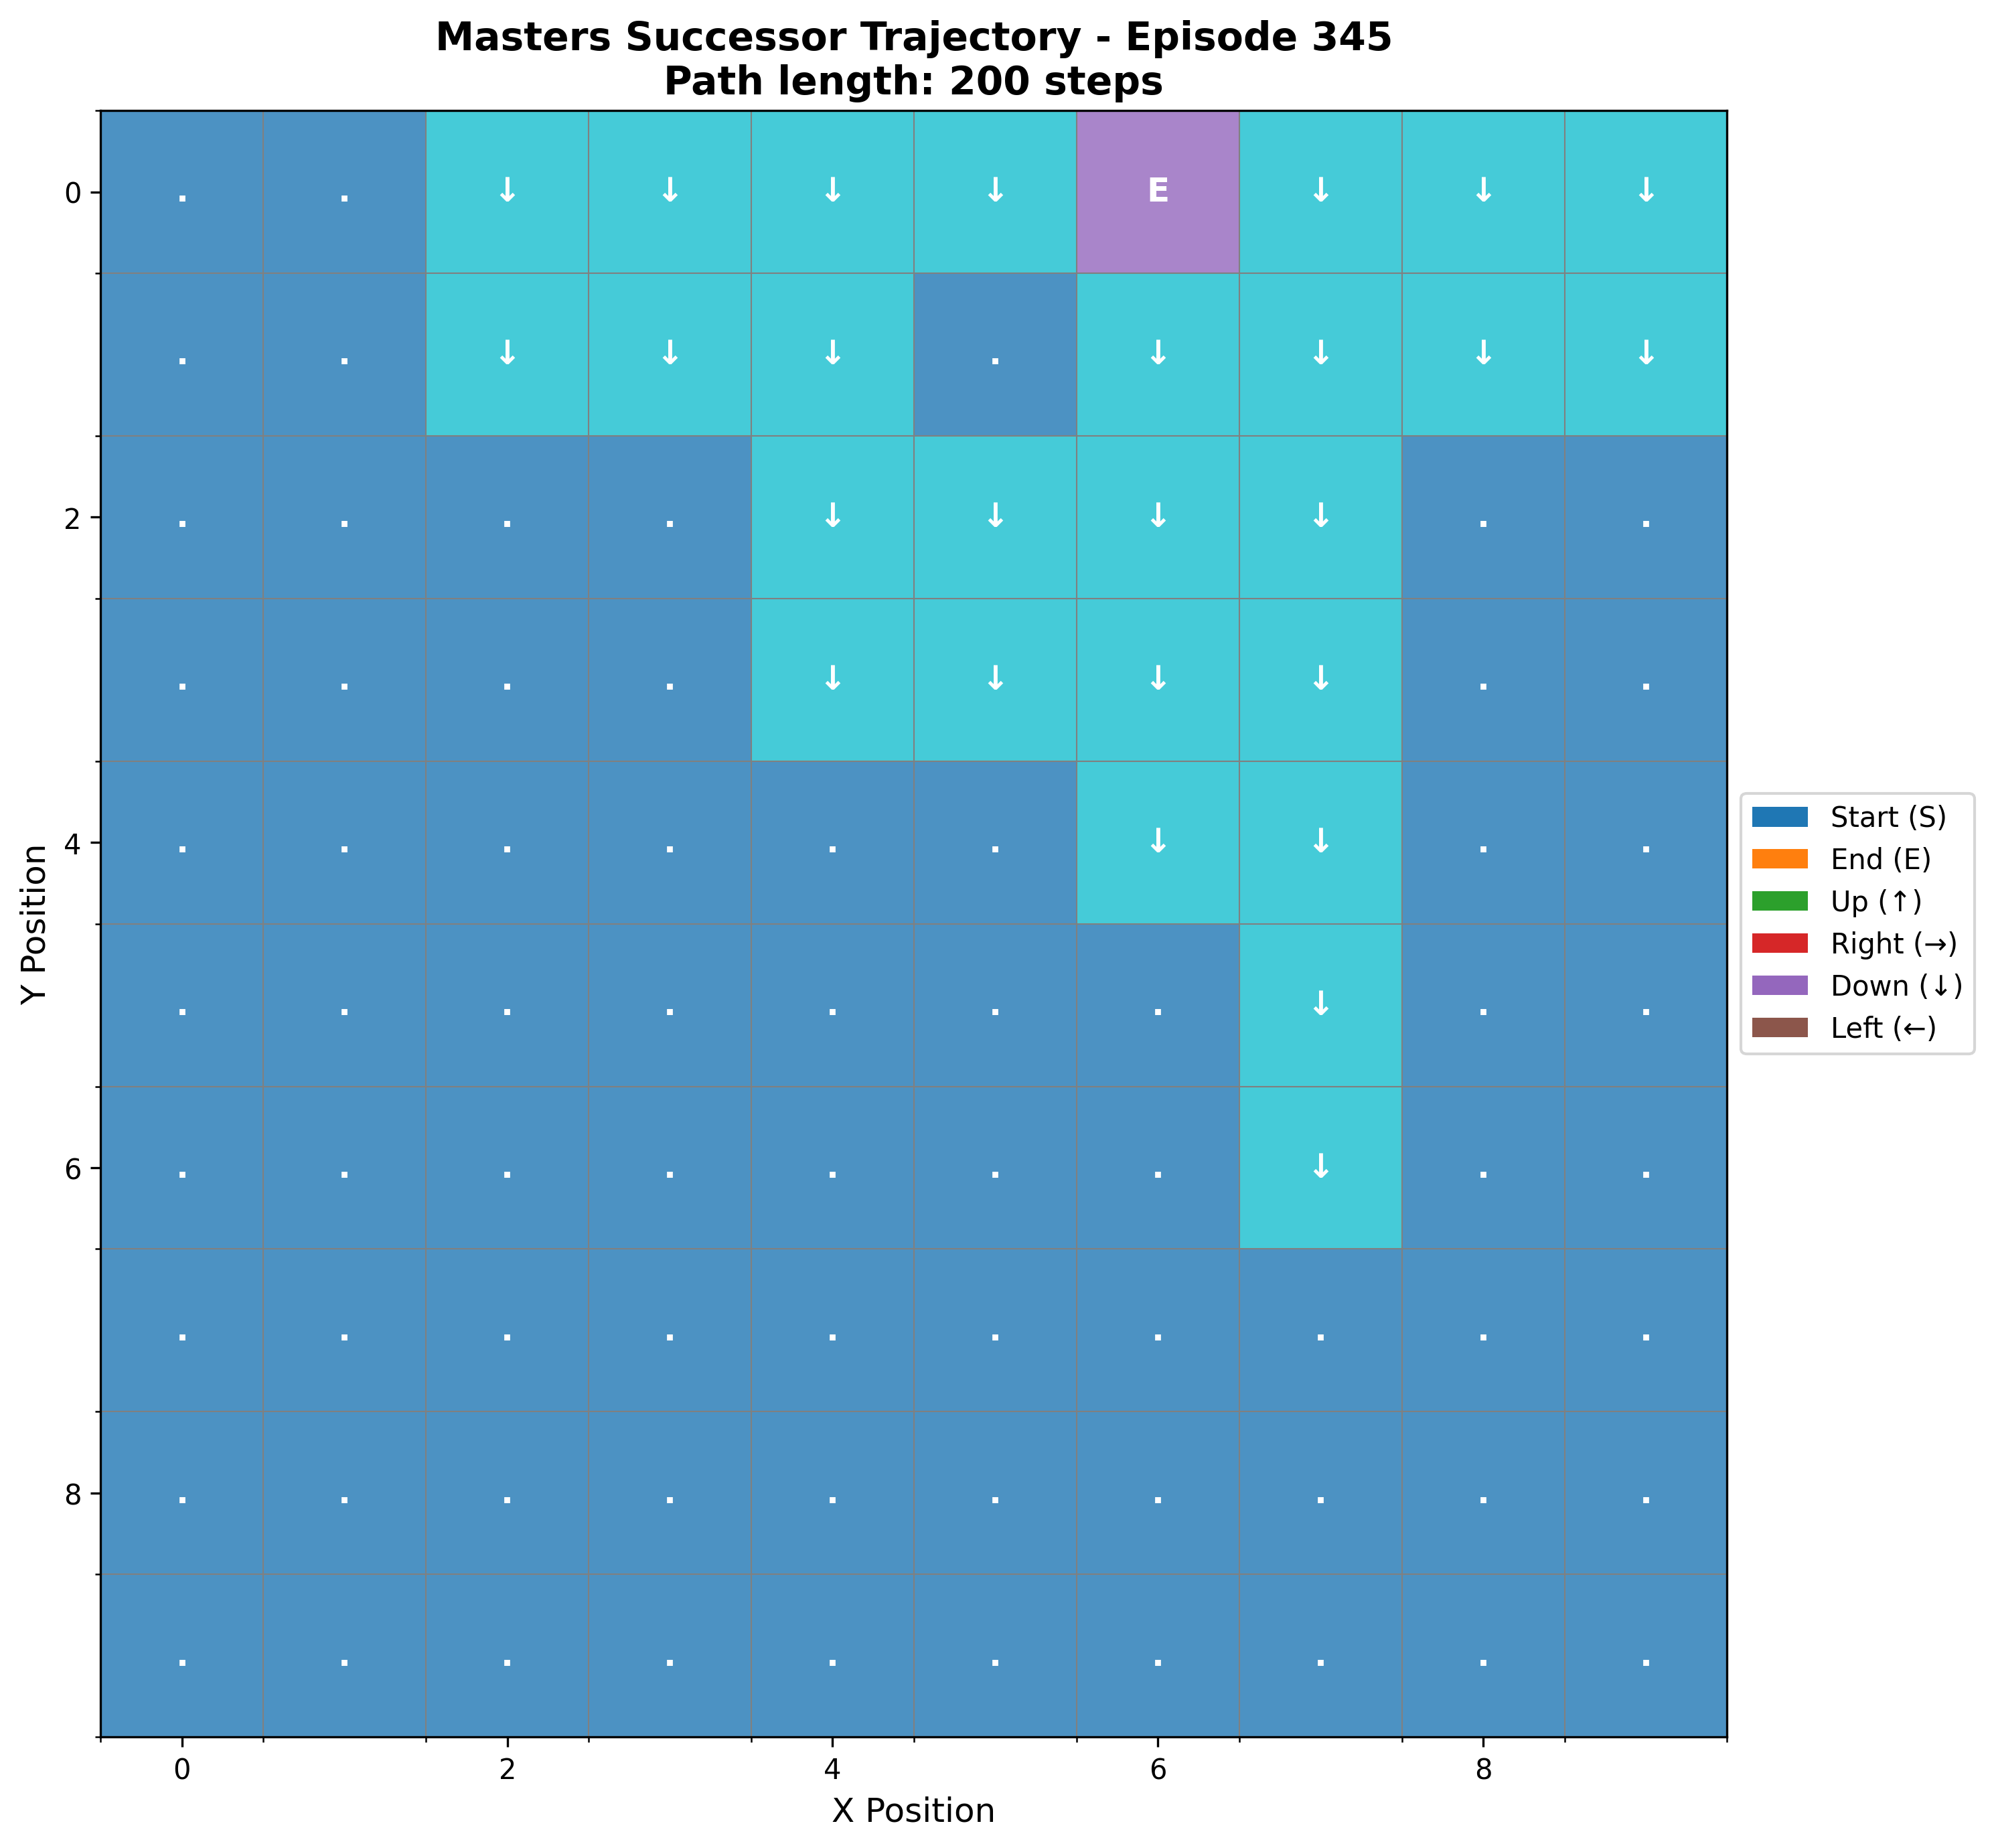 Masters Successor Trajectory - Episode 345
Path length: 200 steps
0 . . ↓ ↓ ↓ ↓ E ↓ ↓ ↓
. . ↓ ↓ ↓ . ↓ ↓ ↓ ↓
2 . . . . ↓ ↓ ↓ ↓ . .
. . . . ↓ ↓ ↓ ↓ . .
4 . . . . . . ↓ ↓ . .
. . . . . . . ↓ . .
6 . . . . . . . ↓ . .
. . . . . . . . . .
8 . . . . . . . . . .
. . . . . . . . . .
0 2 4 6 8
X Position
Y Position
Start (S)
End (E)
Up (↑)
Right (→)
Down (↓)
Left (←)